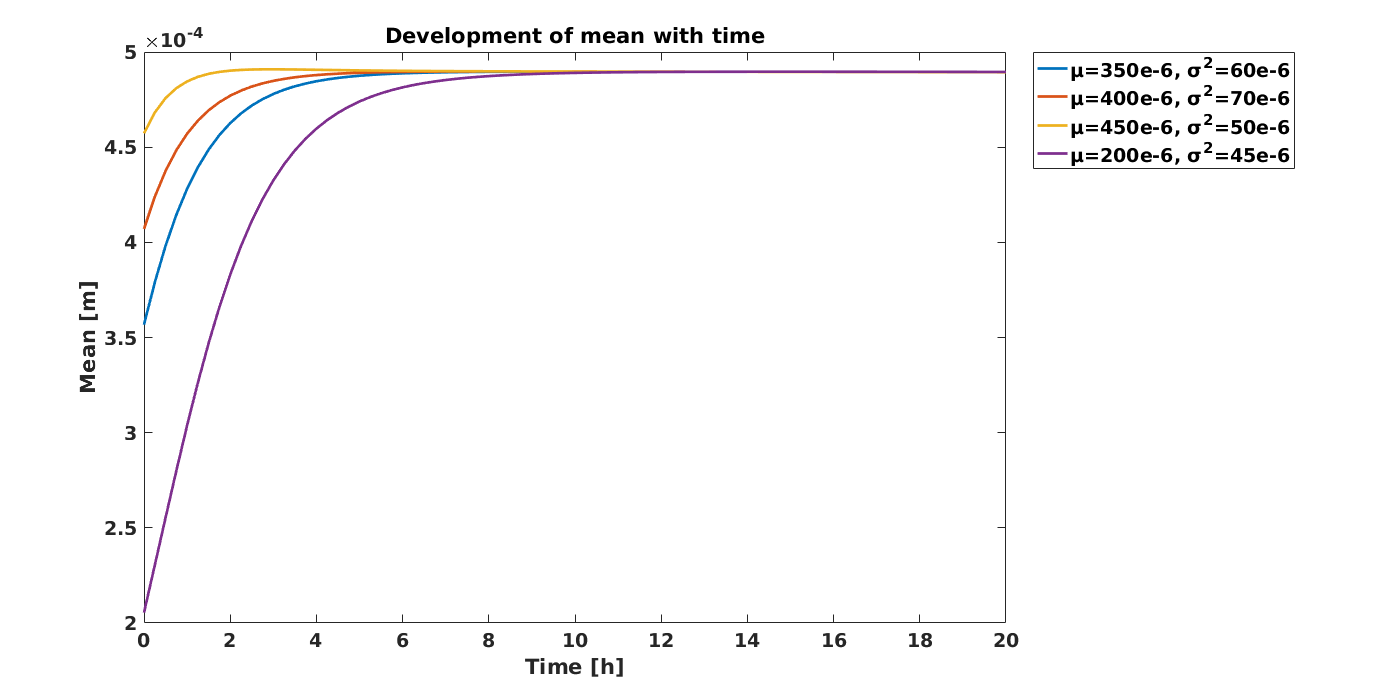 Development of mean with time
×10⁻⁴
5
4.5
4
3.5
3
2.5
2
Mean [m]
0 2 4 6 8 10 12 14 16 18 20
Time [h]
μ=350e-6, σ²=60e-6
μ=400e-6, σ²=70e-6
μ=450e-6, σ²=50e-6
μ=200e-6, σ²=45e-6